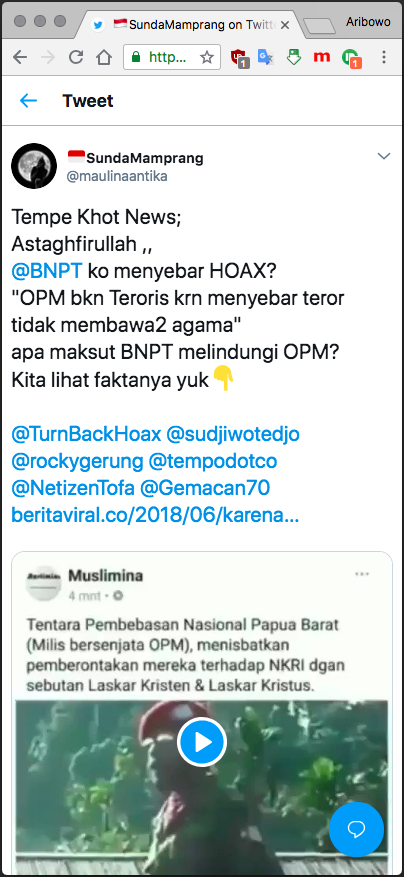 SundaMamprang on Twitt
Aribowo
http...
1
m
1
Tweet
SundaMamprang
@maulinaantika
Tempe Khot News;
Astaghfirullah ,,
@BNPT ko menyebar HOAX?
"OPM bkn Teroris krn menyebar teror
tidak membawa2 agama"
apa maksut BNPT melindungi OPM?
Kita lihat faktanya yuk👇
@TurnBackHoax @sudjiwotedjo
@rockygerung @tempodotco
@NetizenTofa @Gemacan70
beritaviral.co/2018/06/karena...
Muslimina
4 mnt
Tentara Pembebasan Nasional Papua Barat
(Milis bersenjata OPM), menisbatkan
pemberontakan mereka terhadap NKRI dgan
sebutan Laskar Kristen & Laskar Kristus.